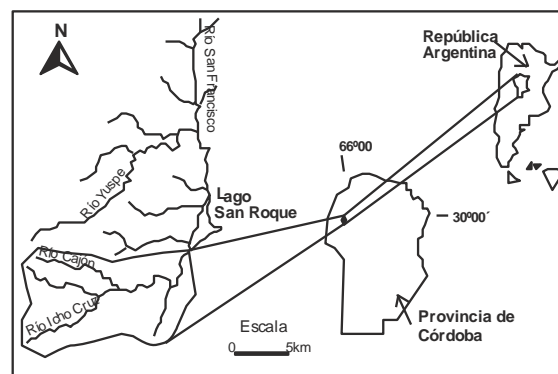 N
Río San Francisco
Río Yuspe
Lago
San Roque
Río Cajón
Río Icho Cruz
Escala
0 5km
66º00
30º00´
República
Argentina
Provincia de
Córdoba